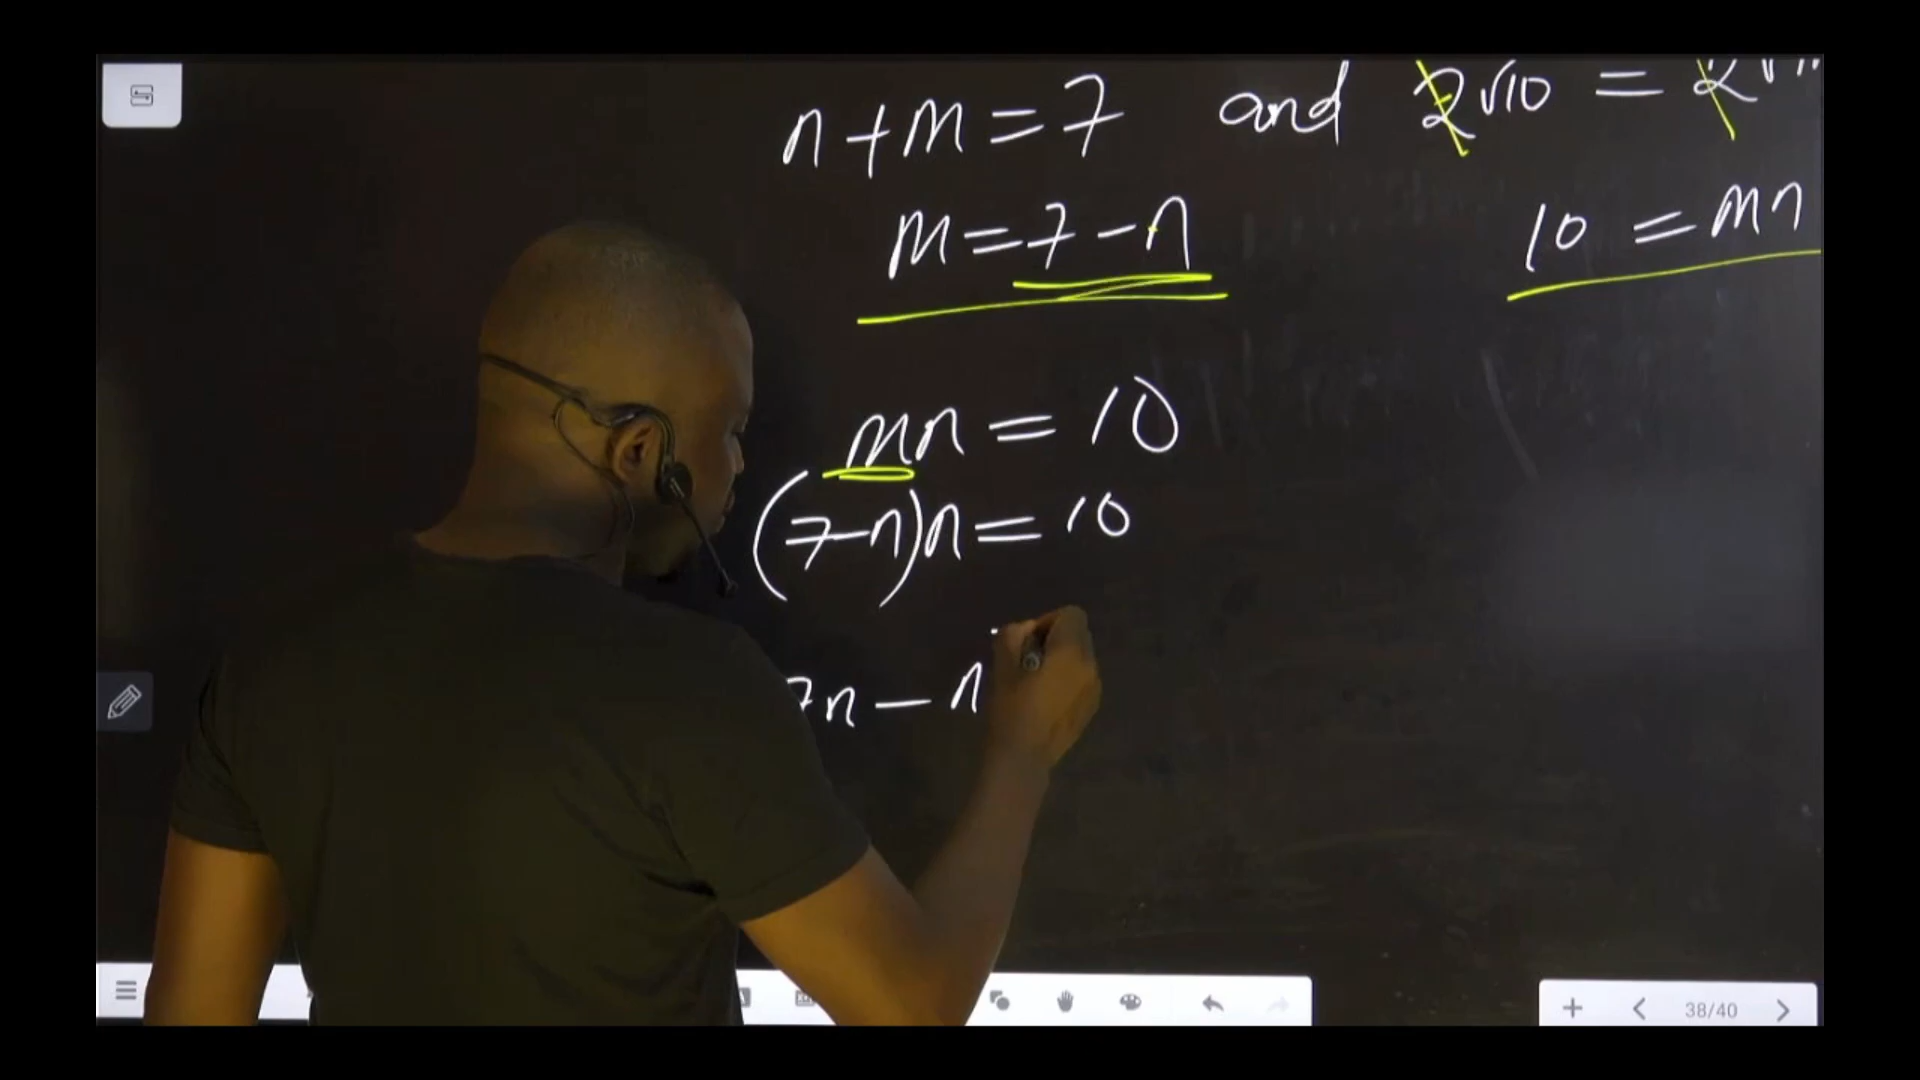 n+m=7 and 2√10 = 2√
m=7-n 10=mn
mn=10
(7-n)n=10
7n-n
38/40